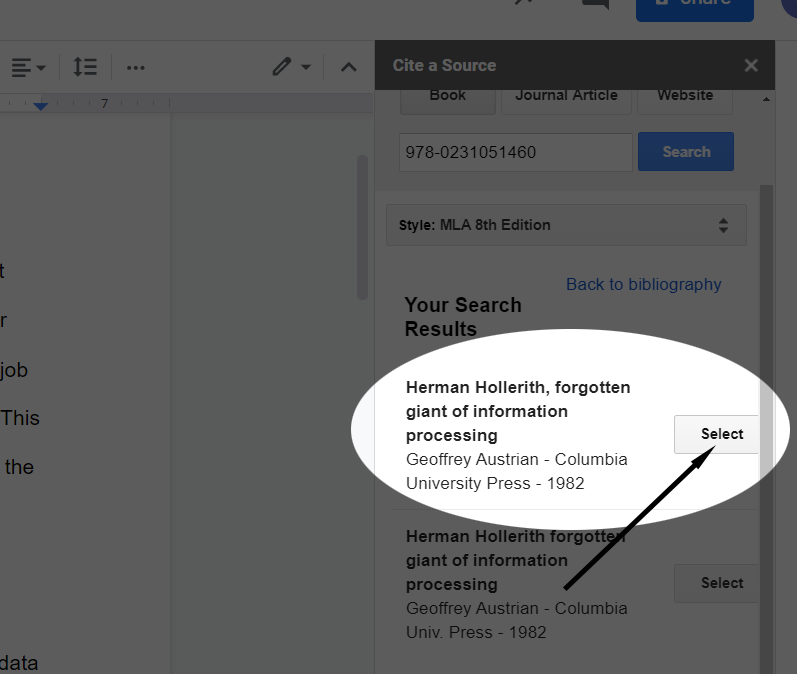 Share
Cite a Source
7
Book Journal Article Website
978-0231051460 Search
Style: MLA 8th Edition
Back to bibliography
Your Search
Results
Herman Hollerith, forgotten
giant of information
processing
Geoffrey Austrian - Columbia
University Press - 1982
Select
Herman Hollerith forgotten
giant of information
processing
Geoffrey Austrian - Columbia
Univ. Press - 1982
Select
t
r
job
This
the
data